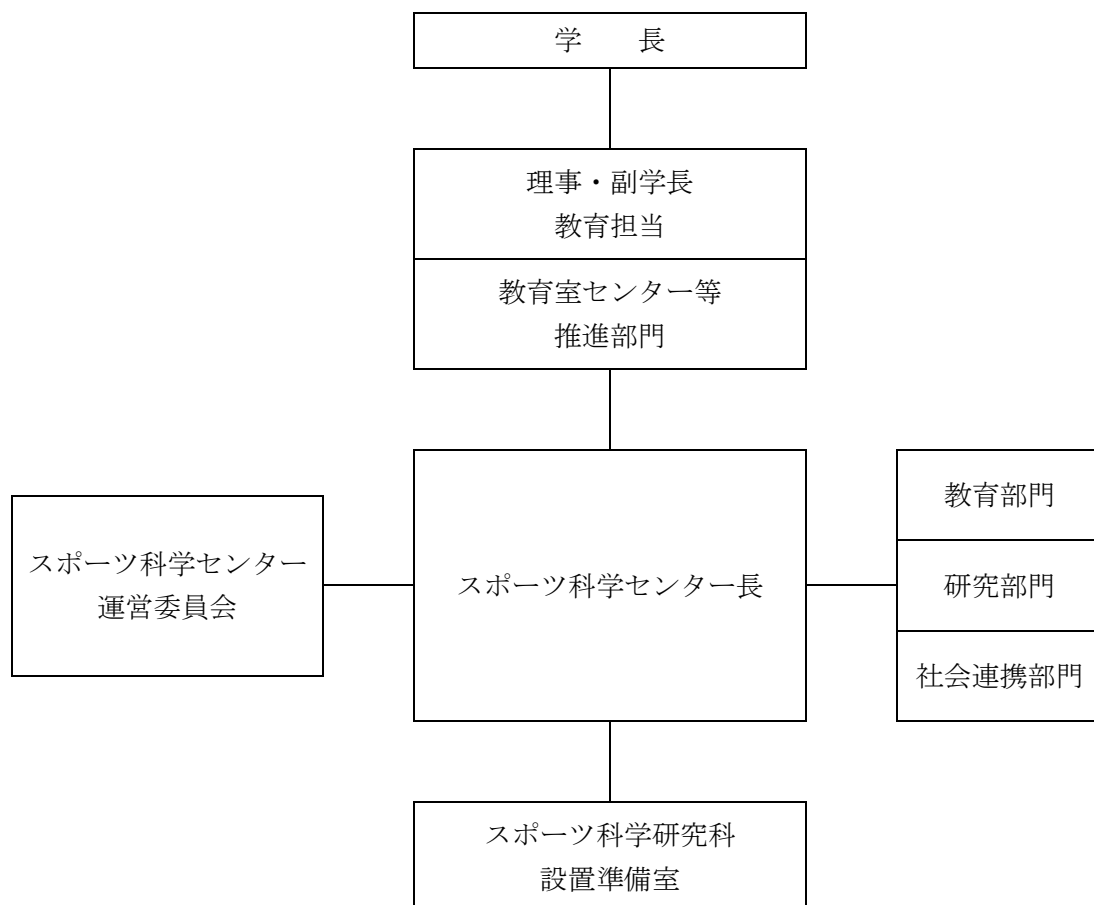 学　　長
理事・副学長
教育担当
教育室センター等
推進部門
スポーツ科学センター
運営委員会
スポーツ科学センター長
教育部門
研究部門
社会連携部門
スポーツ科学研究科
設置準備室